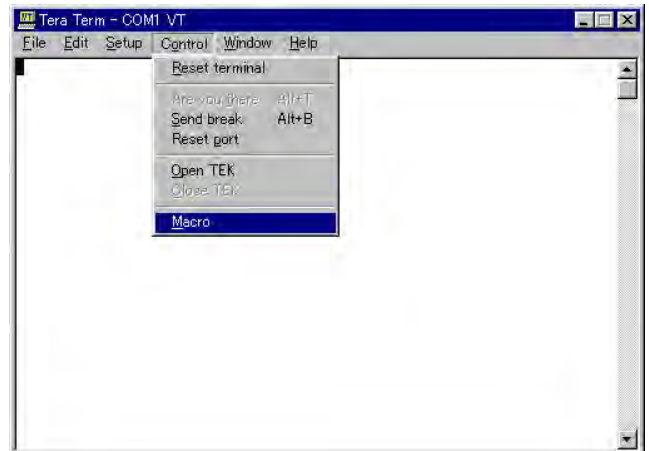 Tera Term - COM1 VT
File Edit Setup Control Window Help
Reset terminal
Are you there Alt+T
Send break Alt+B
Reset port
Open TEK
Close TEK
Macro